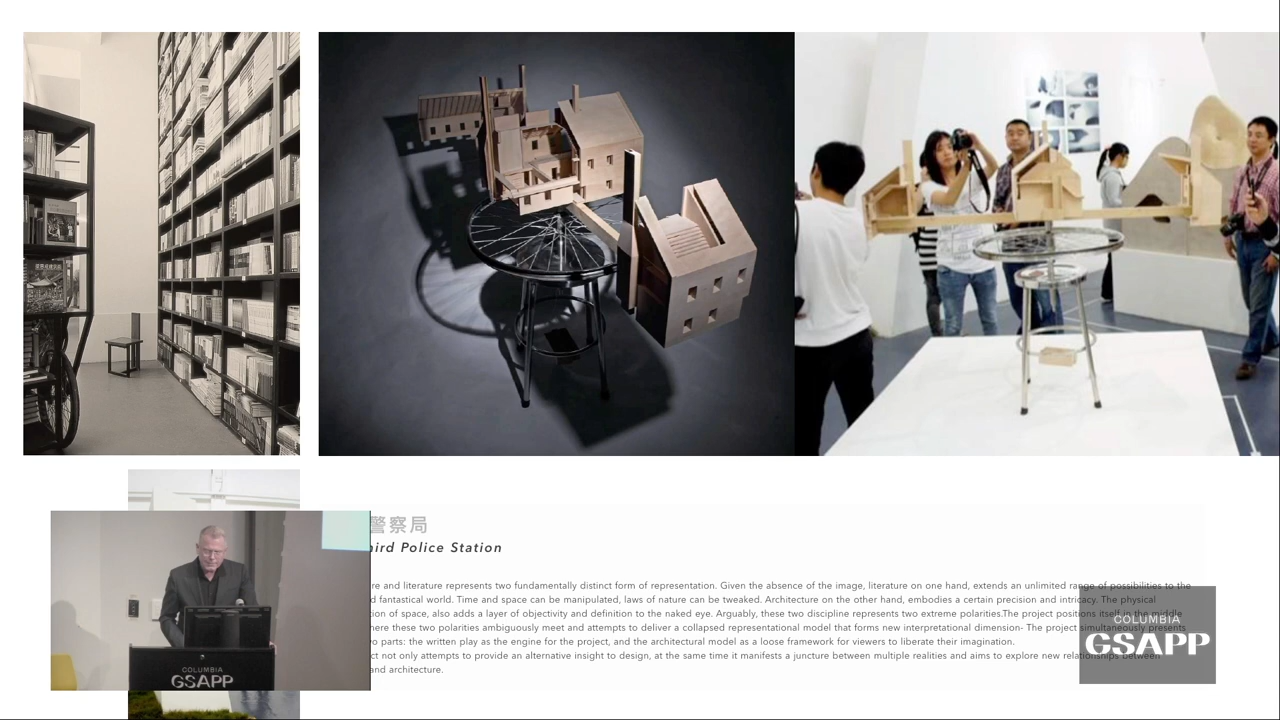 警察局
hird Police Station
re and literature represents two fundamentally distinct form of representation. Given the absence of the image, literature on one hand, extends an unlimited range of possibilities to the
d fantastical world. Time and space can be manipulated, laws of nature can be tweaked. Architecture on the other hand, embodies a certain precision and intricacy. The physical
tion of space, also adds a layer of objectivity and definition to the naked eye. Arguably, these two discipline represents two extreme polarities.The project positions itself in the middle
here these two polarities ambiguously meet and attempts to deliver a collapsed representational model that forms new interpretational dimension- The project simultaneously presents
vo parts: the written play as the engine for the project, and the architectural model as a loose framework for viewers to liberate their imagination.
ct not only attempts to provide an alternative insight to design, at the same time it manifests a juncture between multiple realities and aims to explore new relationships between
and architecture.
COLUMBIA
GSAPP
COLUMBIA
GSAPP